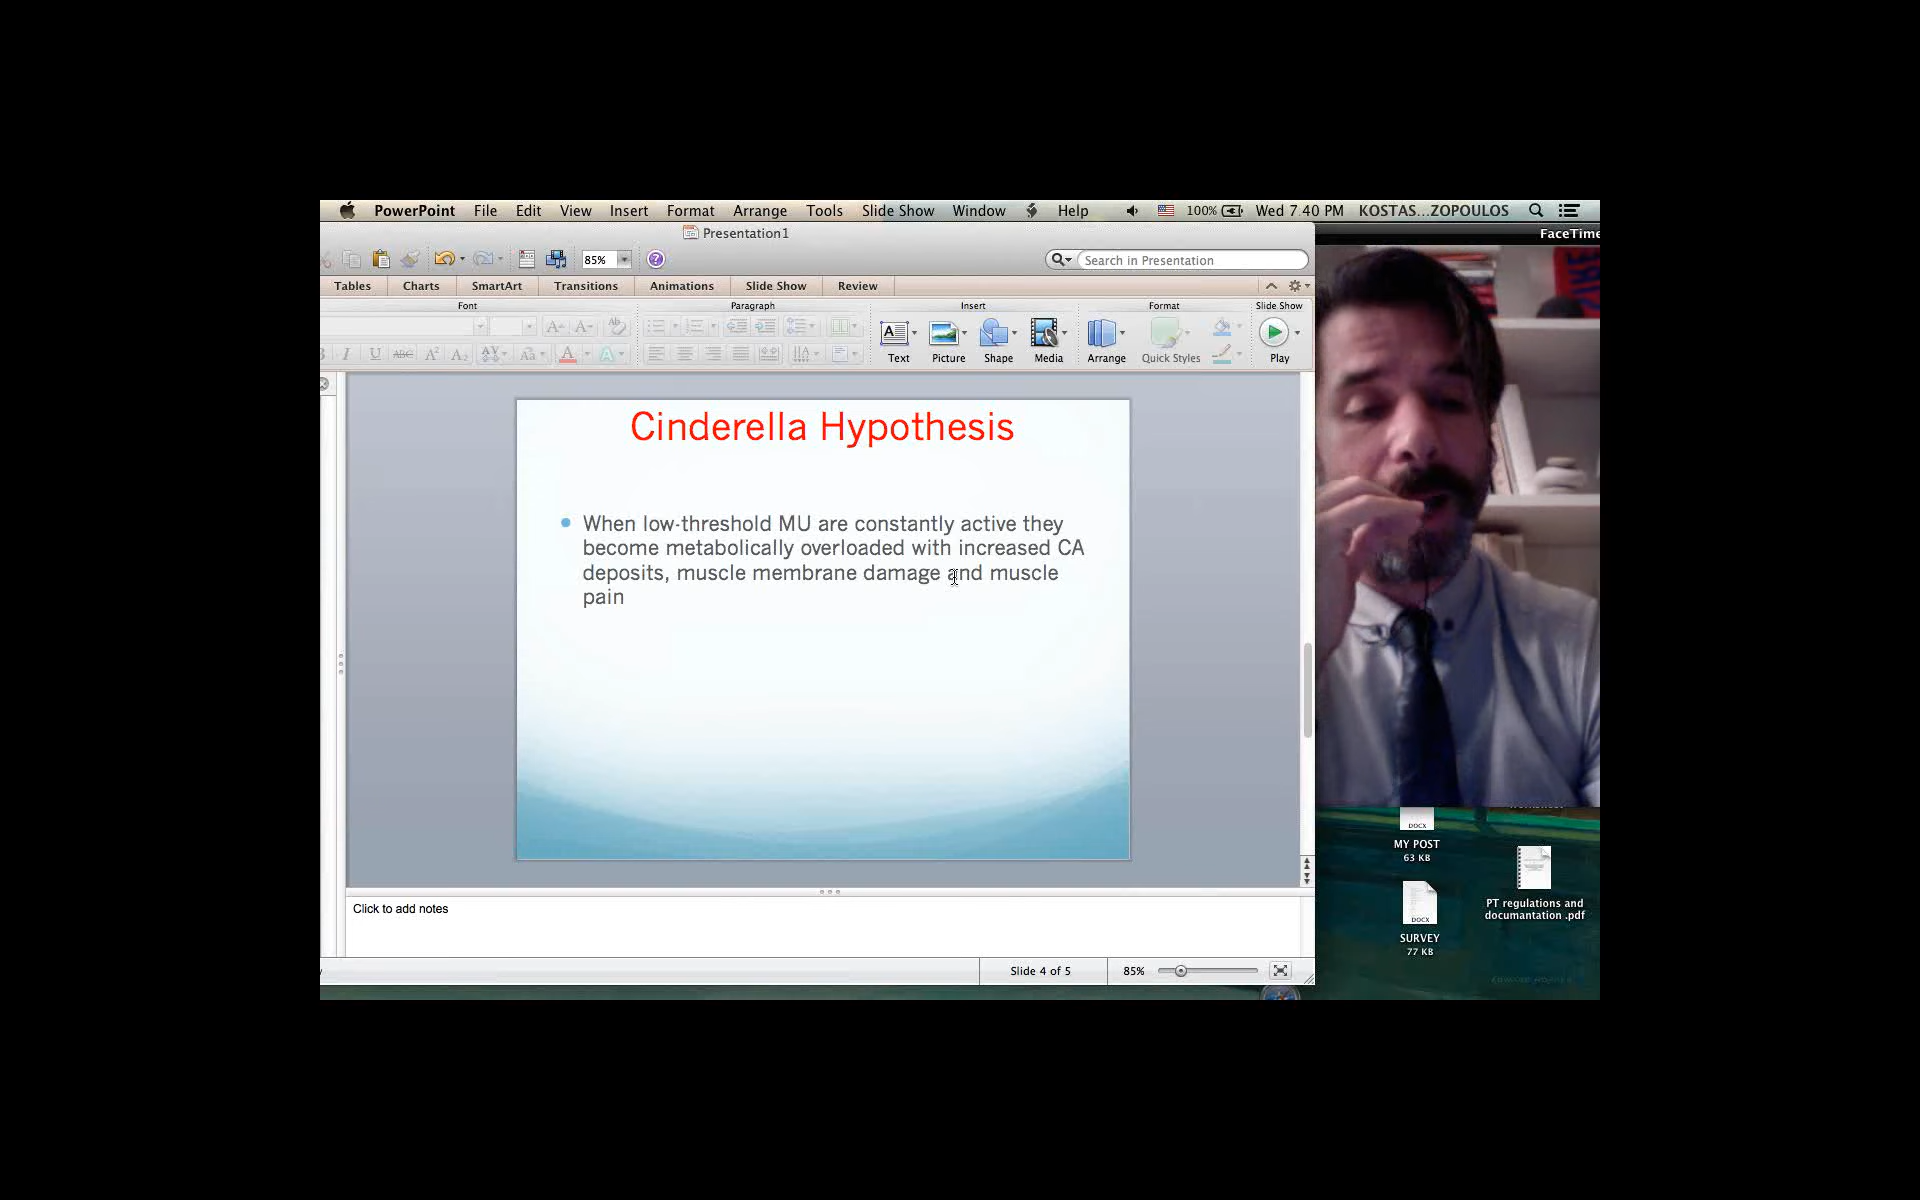 PowerPoint File Edit View Insert Format Arrange Tools Slide Show Window Help 100% Wed 7:40 PM KOSTAS...ZOPOULOS
Presentation1
FaceTime
85% Search in Presentation
Tables Charts SmartArt Transitions Animations Slide Show Review
Font Paragraph Insert Format Slide Show
Text Picture Shape Media Arrange Quick Styles Play
Cinderella Hypothesis
When low-threshold MU are constantly active they
become metabolically overloaded with increased CA
deposits, muscle membrane damage and muscle
pain
Click to add notes
Slide 4 of 5 85%
DOCX
MY POST
63 KB
DOCX
SURVEY
77 KB
PT regulations and
documantation .pdf